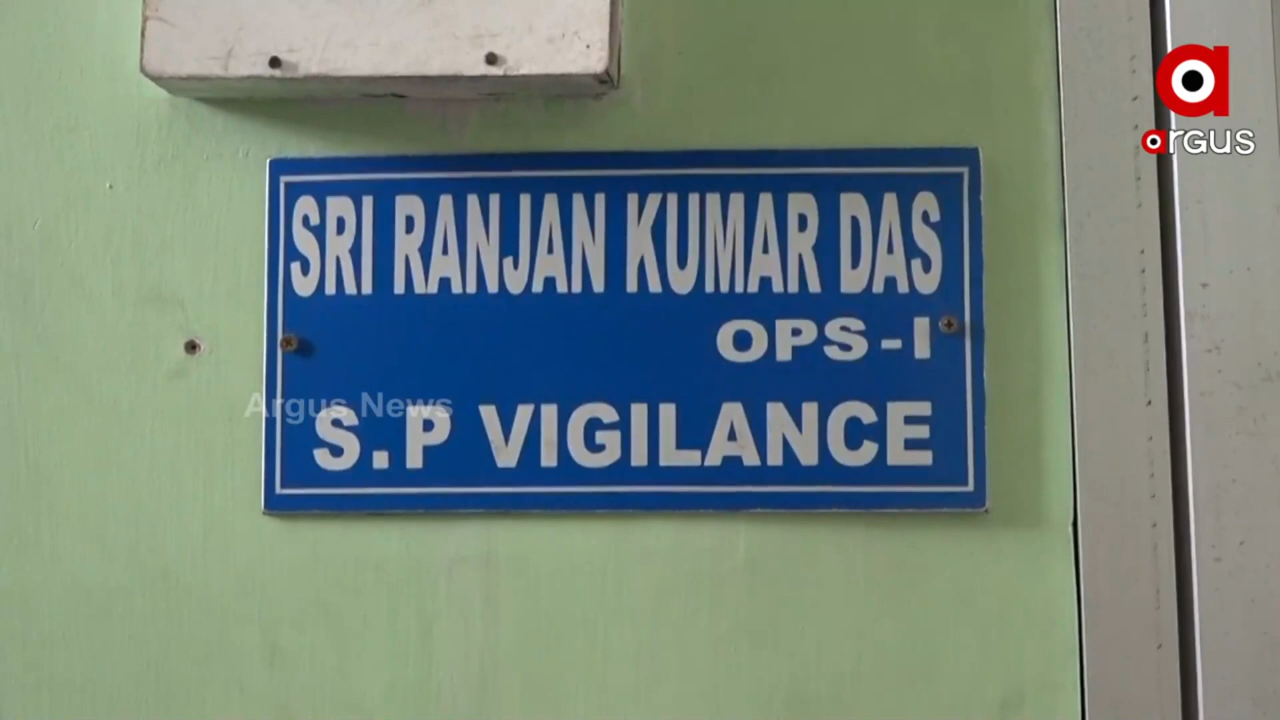 argus
SRI RANJAN KUMAR DAS
OPS-I
Argus News
S.P VIGILANCE